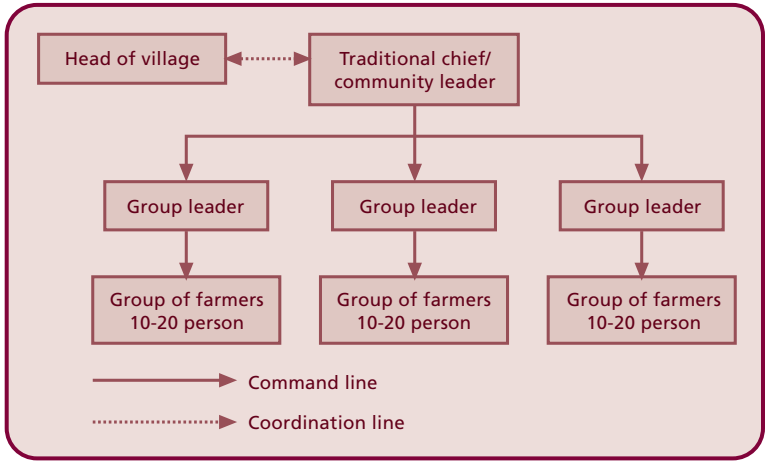 Head of village
Traditional chief/
community leader
Group leader
Group leader
Group leader
Group of farmers
10-20 person
Group of farmers
10-20 person
Group of farmers
10-20 person
Command line
Coordination line